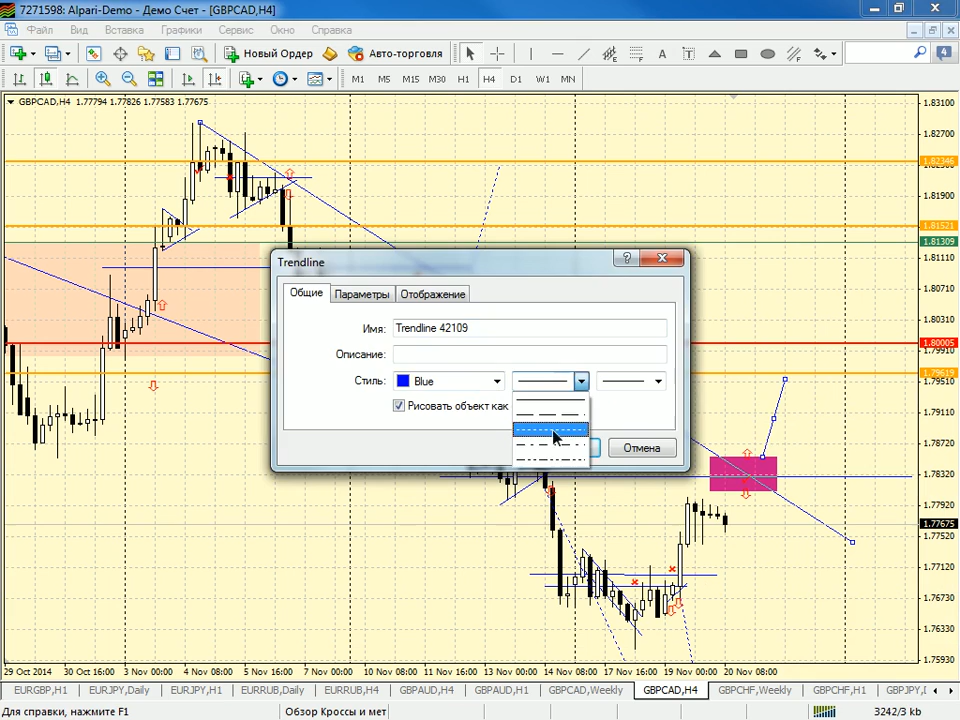 7271598: Alpari-Demo - Демо Счет - [GBPCAD,H4]
Файл Вид Вставка Графики Сервис Окно Справка
Новый Ордер Авто-торговля A T 4
M1 M5 M15 M30 H1 H4 D1 W1 MN
GBPCAD,H4 1.77794 1.77826 1.77583 1.77675
1.83100
1.82700
1.82346
1.81900
1.81521
1.81309
1.81110
1.80710
1.80310
1.80005
1.79910
1.79619
1.79510
1.79110
1.78720
1.78320
1.77920
1.77675
1.77520
1.77120
1.76730
1.76330
1.75930
Trendline
Общие Параметры Отображение
Имя: Trendline 42109
Описание:
Стиль: Blue
Рисовать объект как
Отмена
29 Oct 2014 30 Oct 16:00 3 Nov 00:00 4 Nov 08:00 5 Nov 16:00 7 Nov 00:00 10 Nov 08:00 11 Nov 16:00 13 Nov 00:00 14 Nov 08:00 17 Nov 16:00 19 Nov 00:00 20 Nov 08:00
EURGBP,H1 EURJPY,Daily EURJPY,H1 EURRUB,Daily EURRUB,H4 GBPAUD,H4 GBPAUD,H1 GBPCAD,Weekly GBPCAD,H4 GBPCHF,Weekly GBPCHF,H1 GBPJPY,
Для справки, нажмите F1 Обзор Кроссы и мет 3242/3 kb